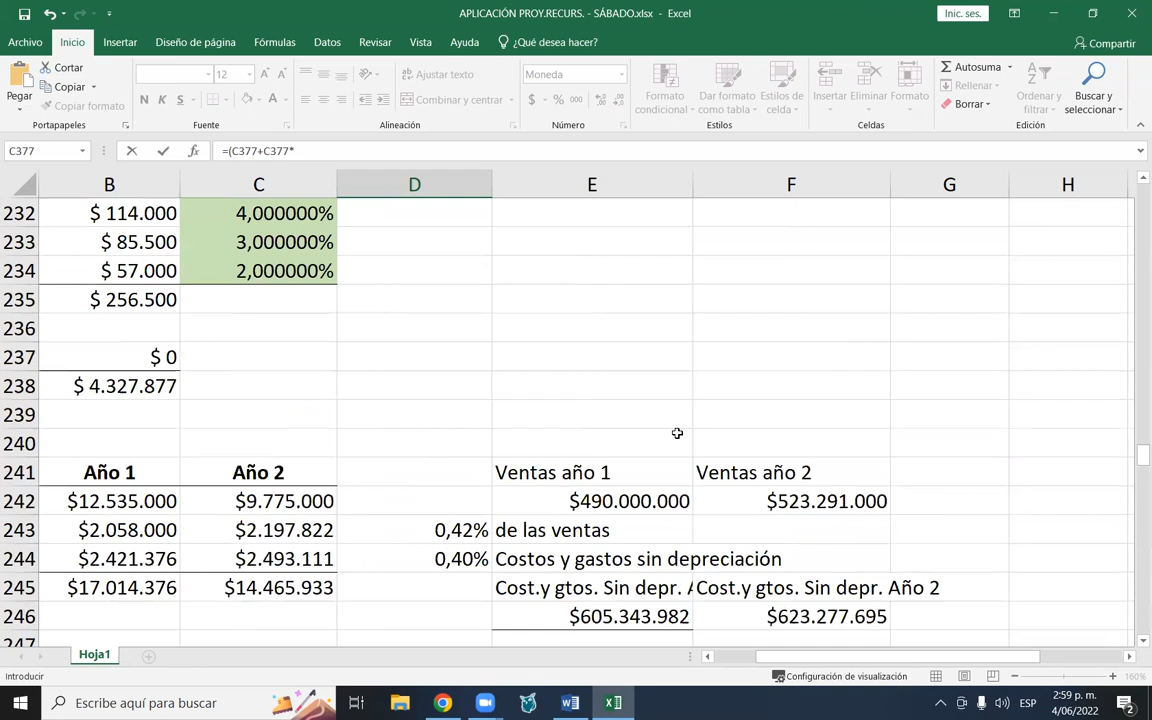 APLICACIÓN PROY.RECURS. - SÁBADO.xlsx - Excel
Inic. ses.
Archivo Inicio Insertar Diseño de página Fórmulas Datos Revisar Vista Ayuda ¿Qué desea hacer? Compartir
Pegar
Cortar
Copiar
Copiar formato
Portapapeles
12
N K S
Fuente
Ajustar texto
Combinar y centrar
Alineación
Moneda
$ % 000
Número
Formato condicional
Dar formato como tabla
Estilos de celda
Estilos
Insertar
Eliminar
Formato
Celdas
Autosuma
Rellenar
Borrar
Ordenar y filtrar
Buscar y seleccionar
Edición
C377 fx =(C377+C377*
B C D E F G H
232 $ 114.000 4,000000%
233 $ 85.500 3,000000%
234 $ 57.000 2,000000%
235 $ 256.500
236
237 $ 0
238 $ 4.327.877
239
240
241 Año 1 Año 2 Ventas año 1 Ventas año 2
242 $12.535.000 $9.775.000 $490.000.000 $523.291.000
243 $2.058.000 $2.197.822 0,42% de las ventas
244 $2.421.376 $2.493.111 0,40% Costos y gastos sin depreciación
245 $17.014.376 $14.465.933 Cost.y gtos. Sin depr. Cost.y gtos. Sin depr. Año 2
246 $605.343.982 $623.277.695
247
Hoja1
Introducir Configuración de visualización 160%
Escribe aquí para buscar
ESP
2:59 p. m.
4/06/2022
2